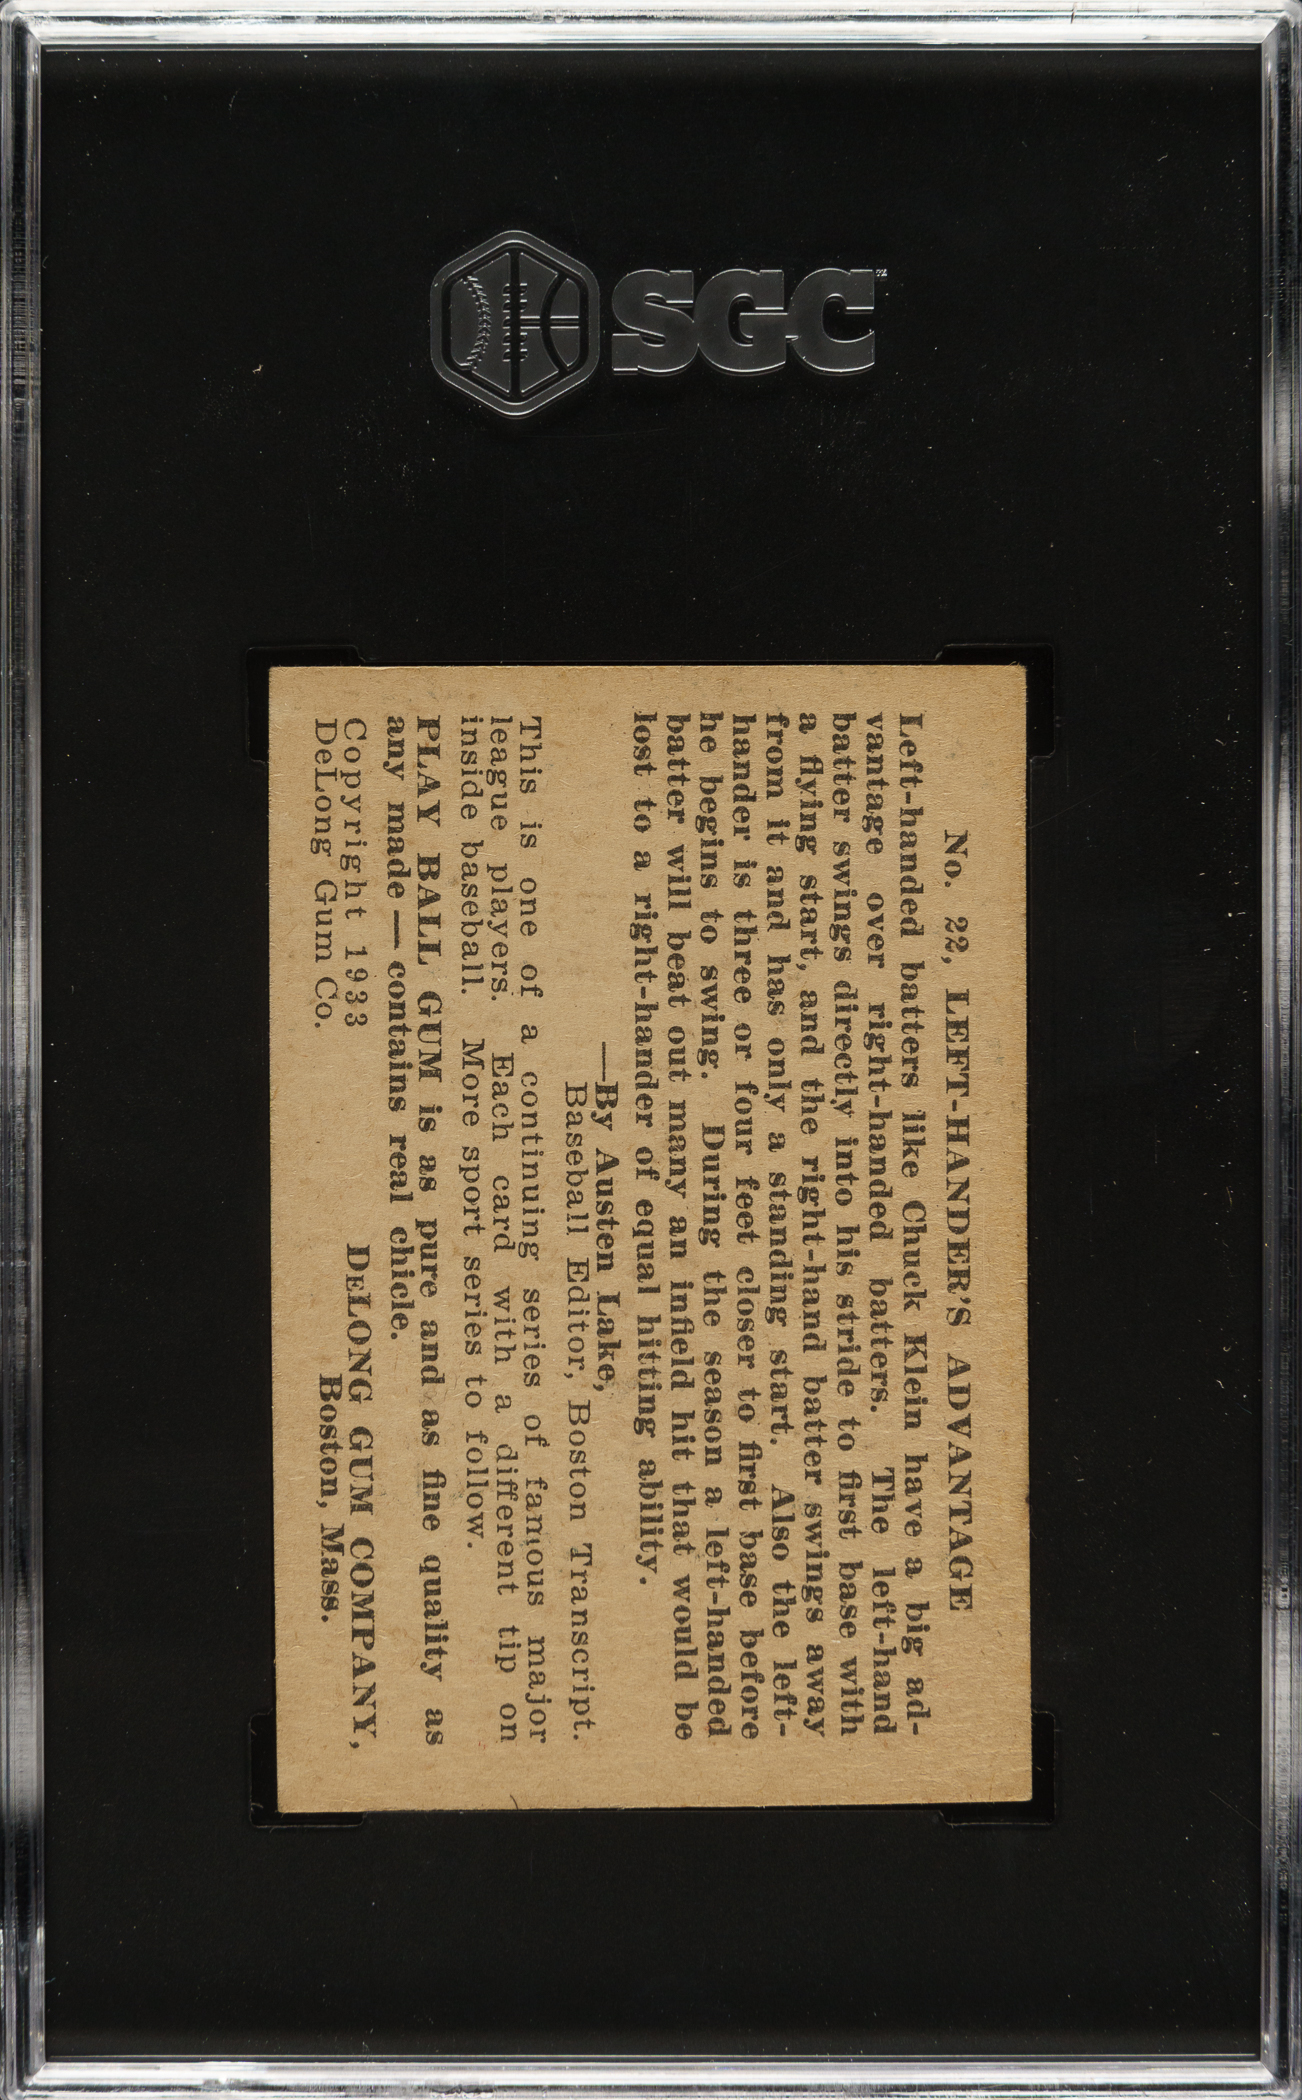 SGC
No. 22, LEFT-HANDER'S ADVANTAGE
Left-handed batters like Chuck Klein have a big ad-
vantage over right-handed batters. The left-hand
batter swings directly into his stride to first base with
a flying start, and the right-hand batter swings away
from it and has only a standing start. Also the left-
hander is three or four feet closer to first base before
he begins to swing. During the season a left-handed
batter will beat out many an infield hit that would be
lost to a right-hander of equal hitting ability.
—By Austen Lake,
Baseball Editor, Boston Transcript.
This is one of a continuing series of famous major
league players. Each card with a different tip on
inside baseball. More sport series to follow.
PLAY BALL GUM is as pure and as fine quality as
any made — contains real chicle.
DELONG GUM COMPANY,
Boston, Mass.
Copyright 1933
DeLong Gum Co.